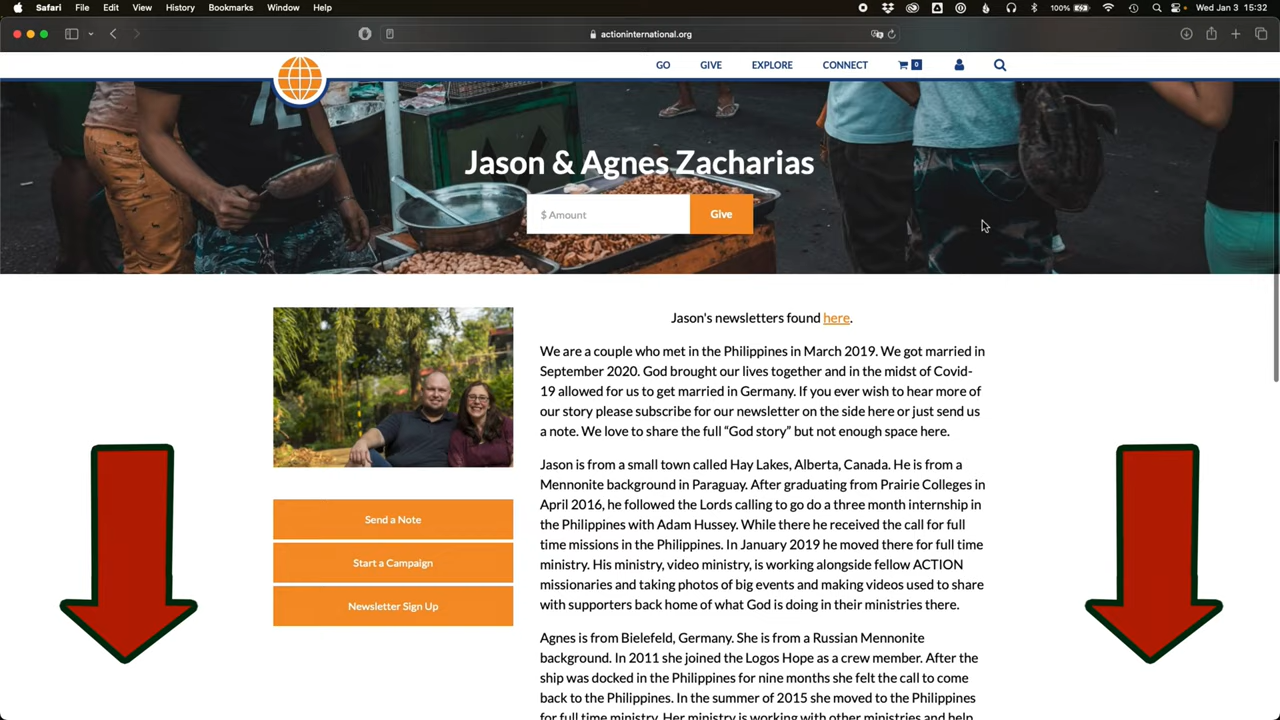 Safari File Edit View History Bookmarks Window Help 100% Wed Jan 3 15:32
actioninternational.org
GO GIVE EXPLORE CONNECT 0
Jason & Agnes Zacharias
$ Amount Give
Jason's newsletters found here.
We are a couple who met in the Philippines in March 2019. We got married in
September 2020. God brought our lives together and in the midst of Covid-
19 allowed for us to get married in Germany. If you ever wish to hear more of
our story please subscribe for our newsletter on the side here or just send us
a note. We love to share the full “God story” but not enough space here.
Jason is from a small town called Hay Lakes, Alberta, Canada. He is from a
Mennonite background in Paraguay. After graduating from Prairie Colleges in
April 2016, he followed the Lords calling to go do a three month internship in
the Philippines with Adam Hussey. While there he received the call for full
time missions in the Philippines. In January 2019 he moved there for full time
ministry. His ministry, video ministry, is working alongside fellow ACTION
missionaries and taking photos of big events and making videos used to share
with supporters back home of what God is doing in their ministries there.
Agnes is from Bielefeld, Germany. She is from a Russian Mennonite
background. In 2011 she joined the Logos Hope as a crew member. After the
ship was docked in the Philippines for nine months she felt the call to come
back to the Philippines. In the summer of 2015 she moved to the Philippines
for full time ministry. Her ministry is working with other ministries and help
Send a Note
Start a Campaign
Newsletter Sign Up